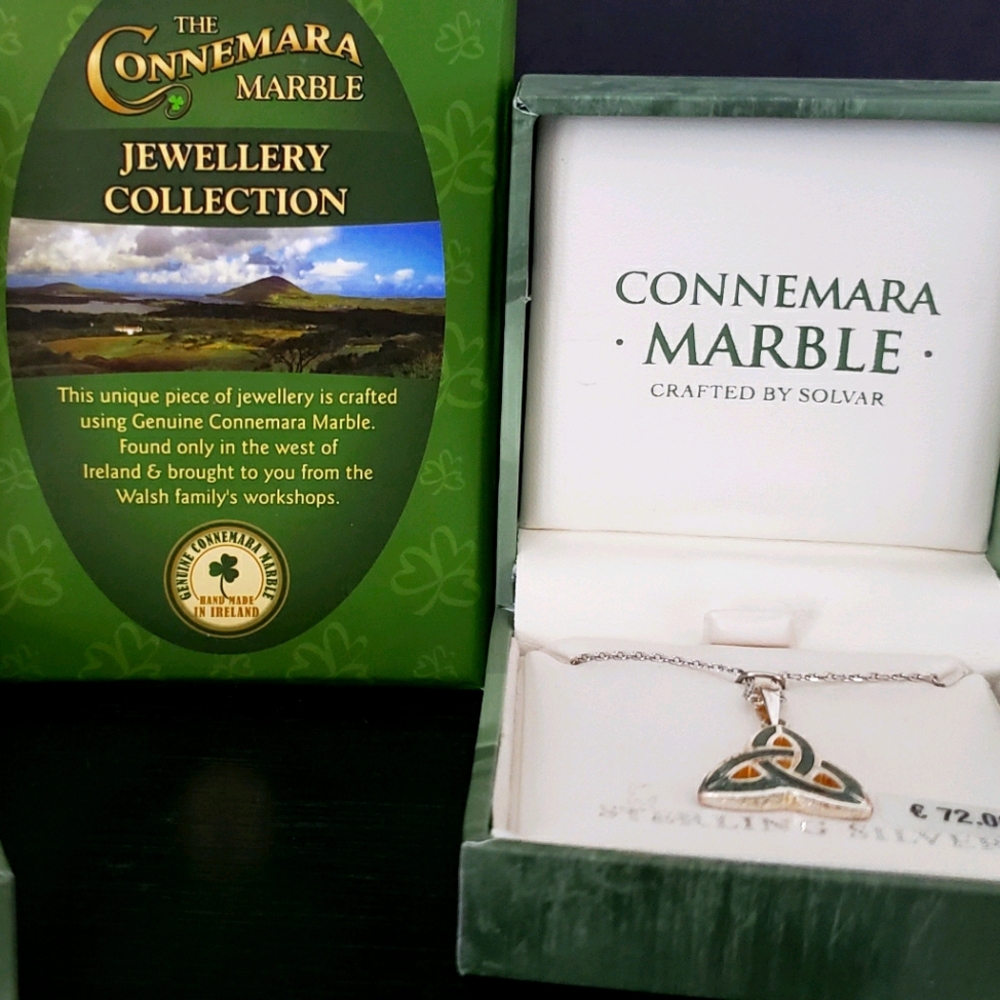 THE
CONNEMARA
MARBLE
JEWELLERY
COLLECTION
This unique piece of jewellery is crafted
using Genuine Connemara Marble.
Found only in the west of
Ireland & brought to you from the
Walsh family's workshops.
GENUINE CONNEMARA MARBLE
HAND MADE
IN IRELAND
CONNEMARA
· MARBLE ·
CRAFTED BY SOLVAR
€ 72.0
STERLING SILVER